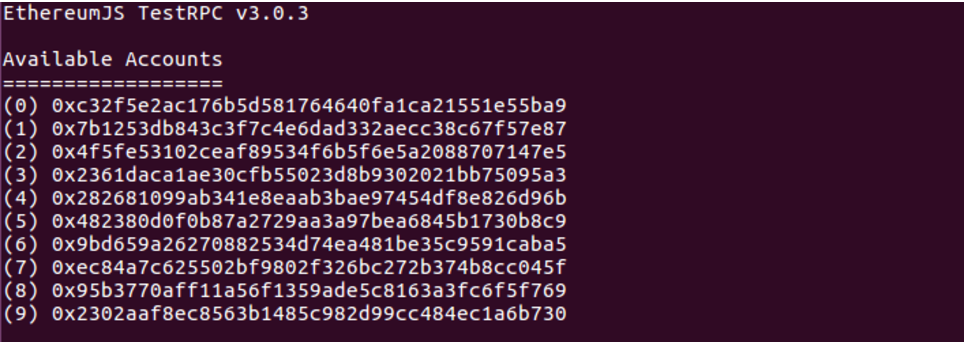 EthereumJS TestRPC v3.0.3
Available Accounts
==================
(0) 0xc32f5e2ac176b5d581764640fa1ca21551e55ba9
(1) 0x7b1253db843c3f7c4e6dad332aecc38c67f57e87
(2) 0x4f5fe53102ceaf89534f6b5f6e5a2088707147e5
(3) 0x2361daca1ae30cfb55023d8b9302021bb75095a3
(4) 0x282681099ab341e8eaab3bae97454df8e826d96b
(5) 0x482380d0f0b87a2729aa3a97bea6845b1730b8c9
(6) 0x9bd659a26270882534d74ea481be35c9591caba5
(7) 0xec84a7c625502bf9802f326bc272b374b8cc045f
(8) 0x95b3770aff11a56f1359ade5c8163a3fc6f5f769
(9) 0x2302aaf8ec8563b1485c982d99cc484ec1a6b730